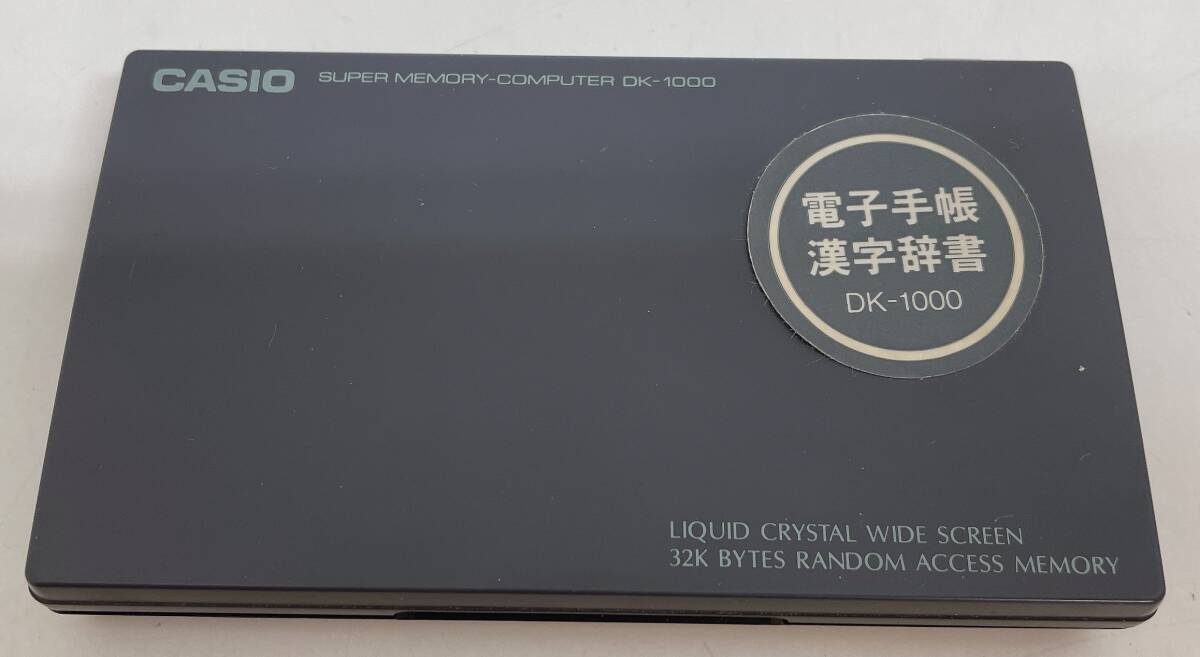 CASIO SUPER MEMORY-COMPUTER DK-1000
電子手帳
漢字辞書
DK-1000
LIQUID CRYSTAL WIDE SCREEN
32K BYTES RANDOM ACCESS MEMORY